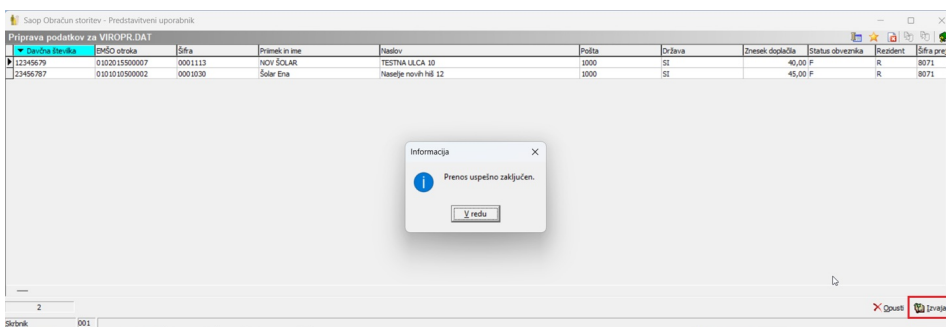 Saop Obračun storitev - Predstavitveni uporabnik
Priprava podatkov za VIROPR.DAT
Davčna številka EMŠO otroka Šifra Priimek in ime Naslov Pošta Država Znesek doplačila Status obveznika Rezident Šifra prej
12345679 0102015500007 0001113 NOV ŠOLAR TESTNA ULCA 10 1000 SI 40,00 F R 8071
23456787 0101010500002 0001030 Šolar Ena Naselje novih hiš 12 1000 SI 45,00 F R 8071
Informacija
Prenos uspešno zaključen.
V redu
2 Opusti Izvaja
Skrbnik 001